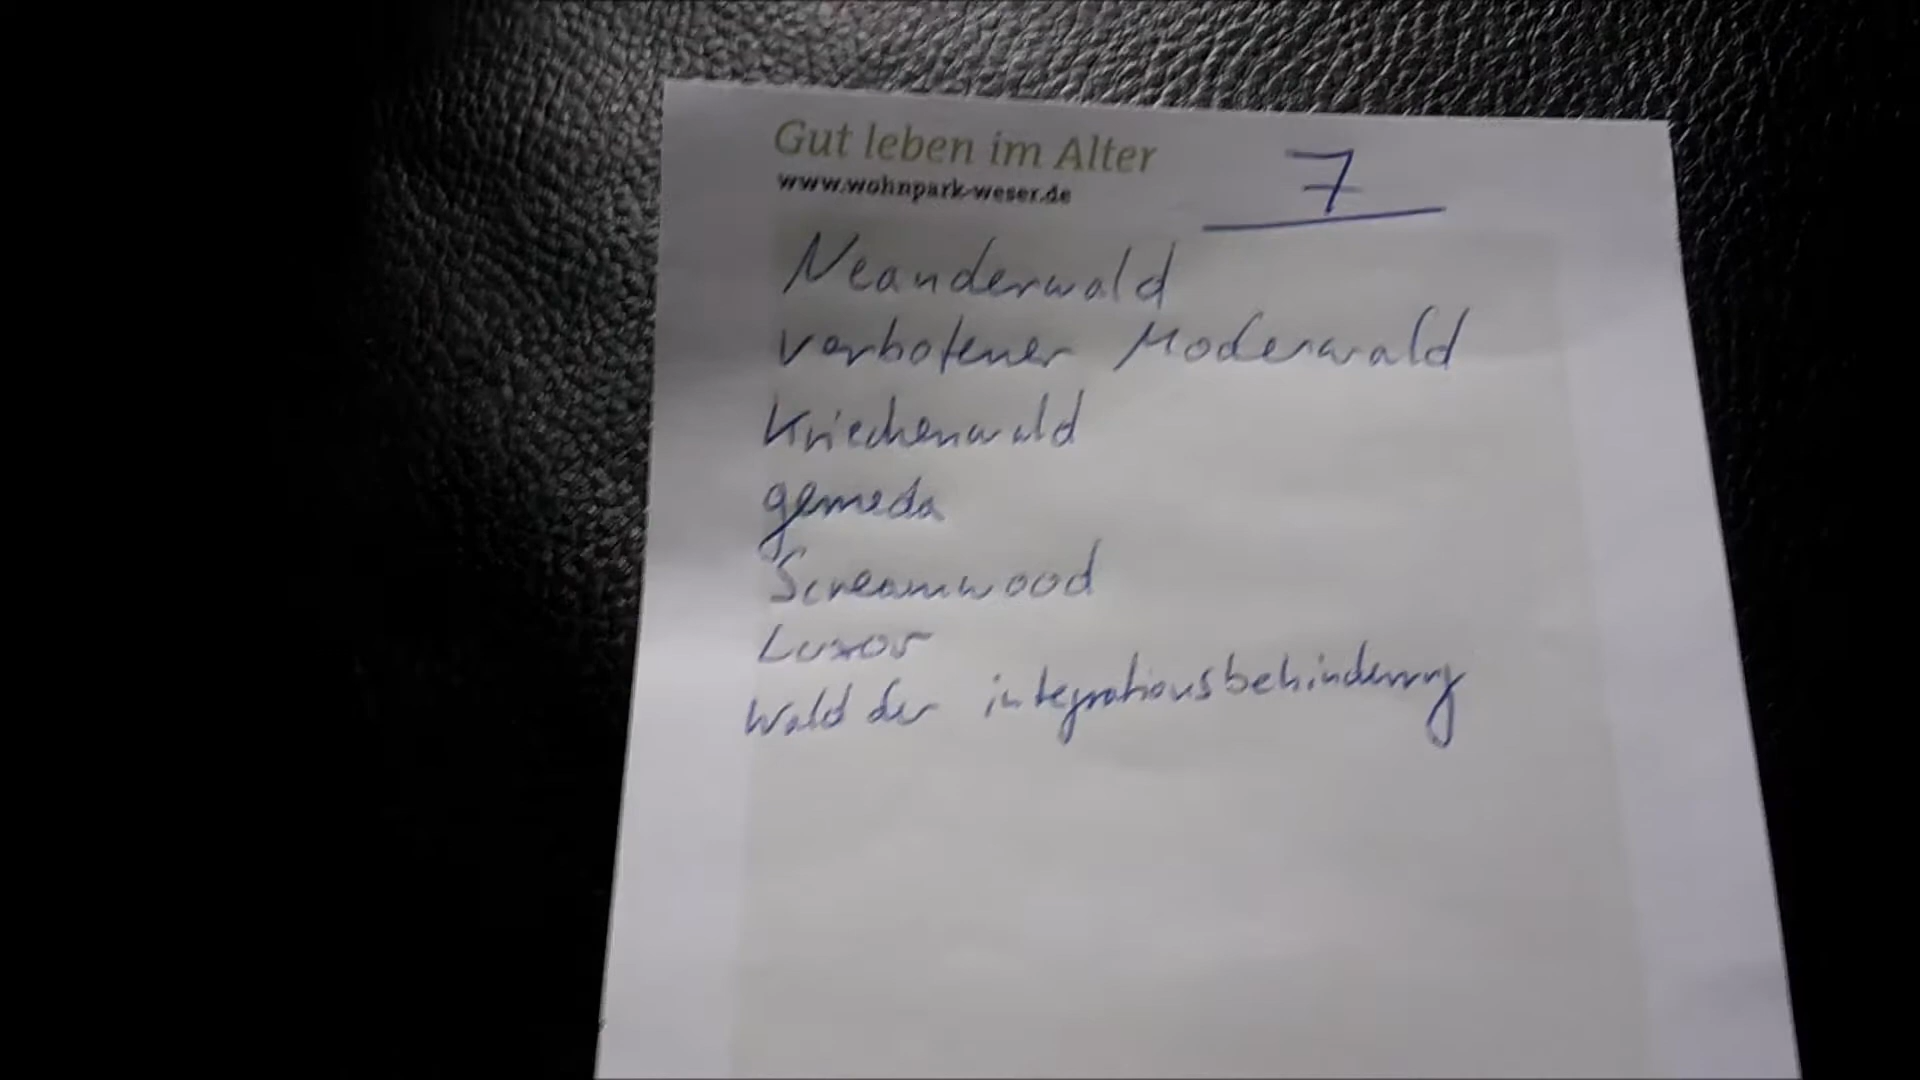 Gut leben im Alter
www.wohnpark-weser.de
7
Neanderwald
verbotener Moderwald
Kriechenwald
gemeda
Screamwood
Luxor
Wald der integrationsbehinderung